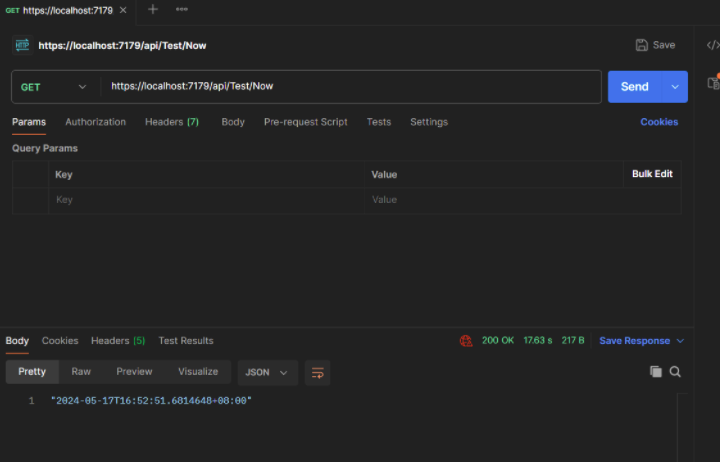 GET https://localhost:7179
HTTP https://localhost:7179/api/Test/Now Save
GET https://localhost:7179/api/Test/Now Send
Params Authorization Headers (7) Body Pre-request Script Tests Settings Cookies
Query Params
Key Value Bulk Edit
Key Value
Body Cookies Headers (5) Test Results 200 OK 17.63 s 217 B Save Response
Pretty Raw Preview Visualize JSON
1 "2024-05-17T16:52:51.6814648+08:00"